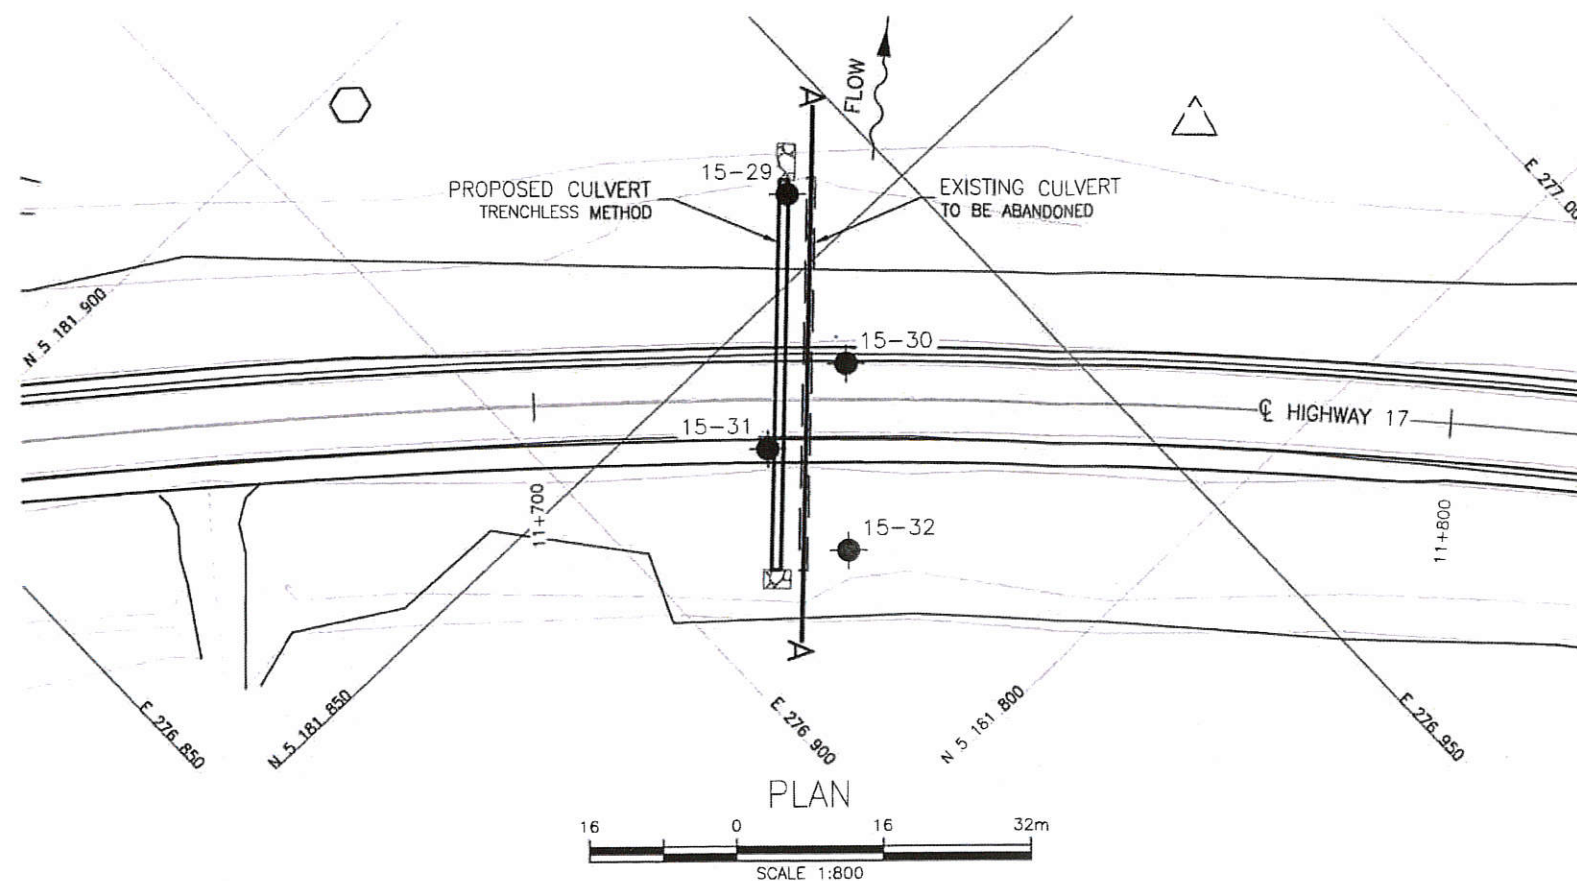 A
FLOW
15-29
PROPOSED CULVERT
TRENCHLESS METHOD
EXISTING CULVERT
TO BE ABANDONED
E 277 00
N 5 181 900
15-30
℄ HIGHWAY 17
15-31
11+700
11+800
15-32
A
E 276 850
N 5 181 850
E 276 900
N 5 181 800
E 276 950
PLAN
16 0 16 32m
SCALE 1:800